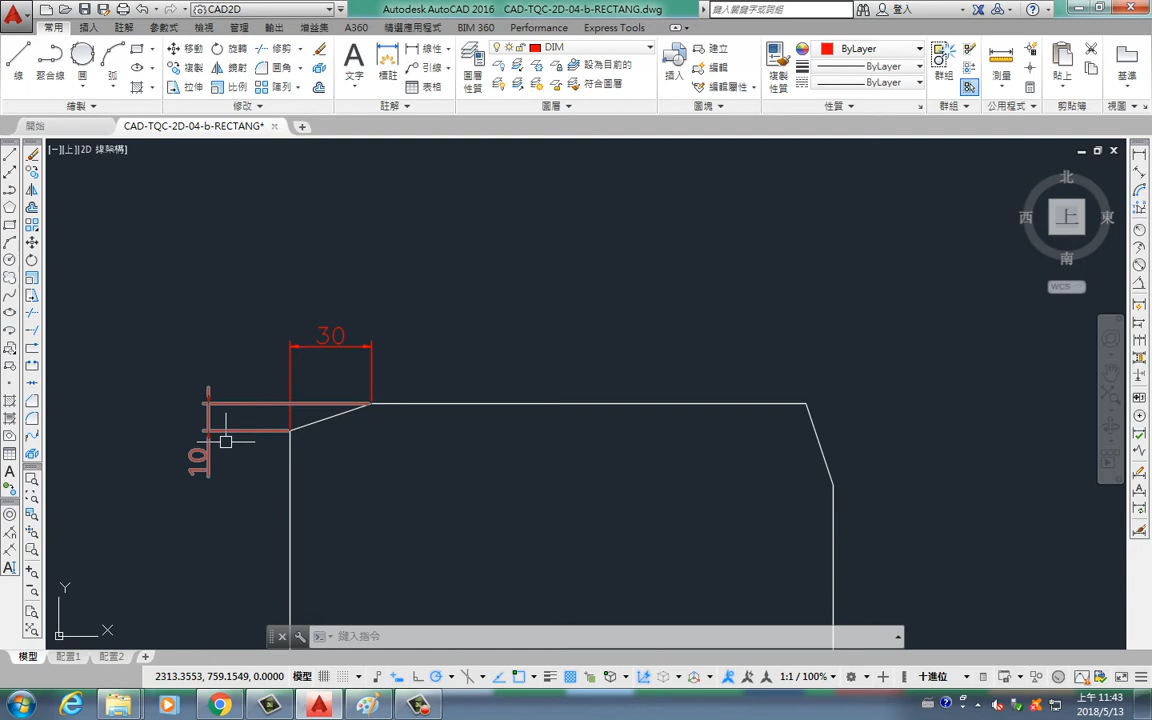 CAD2D
Autodesk AutoCAD 2016 CAD-TQC-2D-04-b-RECTANG.dwg
鍵入關鍵字或詞組
登入
常用 插入 註解 參數式 檢視 管理 輸出 增益集 A360 精選應用程式 BIM 360 Express Tools Performance
線 聚合線 圓 弧
移動 旋轉 修剪
複製 鏡射 圓角
拉伸 比例 陣列
文字 標註
線性
引線
表格
圖層性質
DIM
設為目前的
符合圖層
插入
建立
編輯
編輯屬性
複製性質
ByLayer
ByLayer
ByLayer
群組 測量 貼上 基準
繪製 修改 註解 圖層 圖塊 性質 群組 公用程式 剪貼簿 視圖
開始 CAD-TQC-2D-04-b-RECTANG*
[−][上][2D 線架構]
北
西 上 東
南
WCS
30
10
Y
X
鍵入指令
模型 配置1 配置2
2313.3553, 759.1549, 0.0000 模型 1:1 / 100% 十進位
上午 11:43
2018/5/13